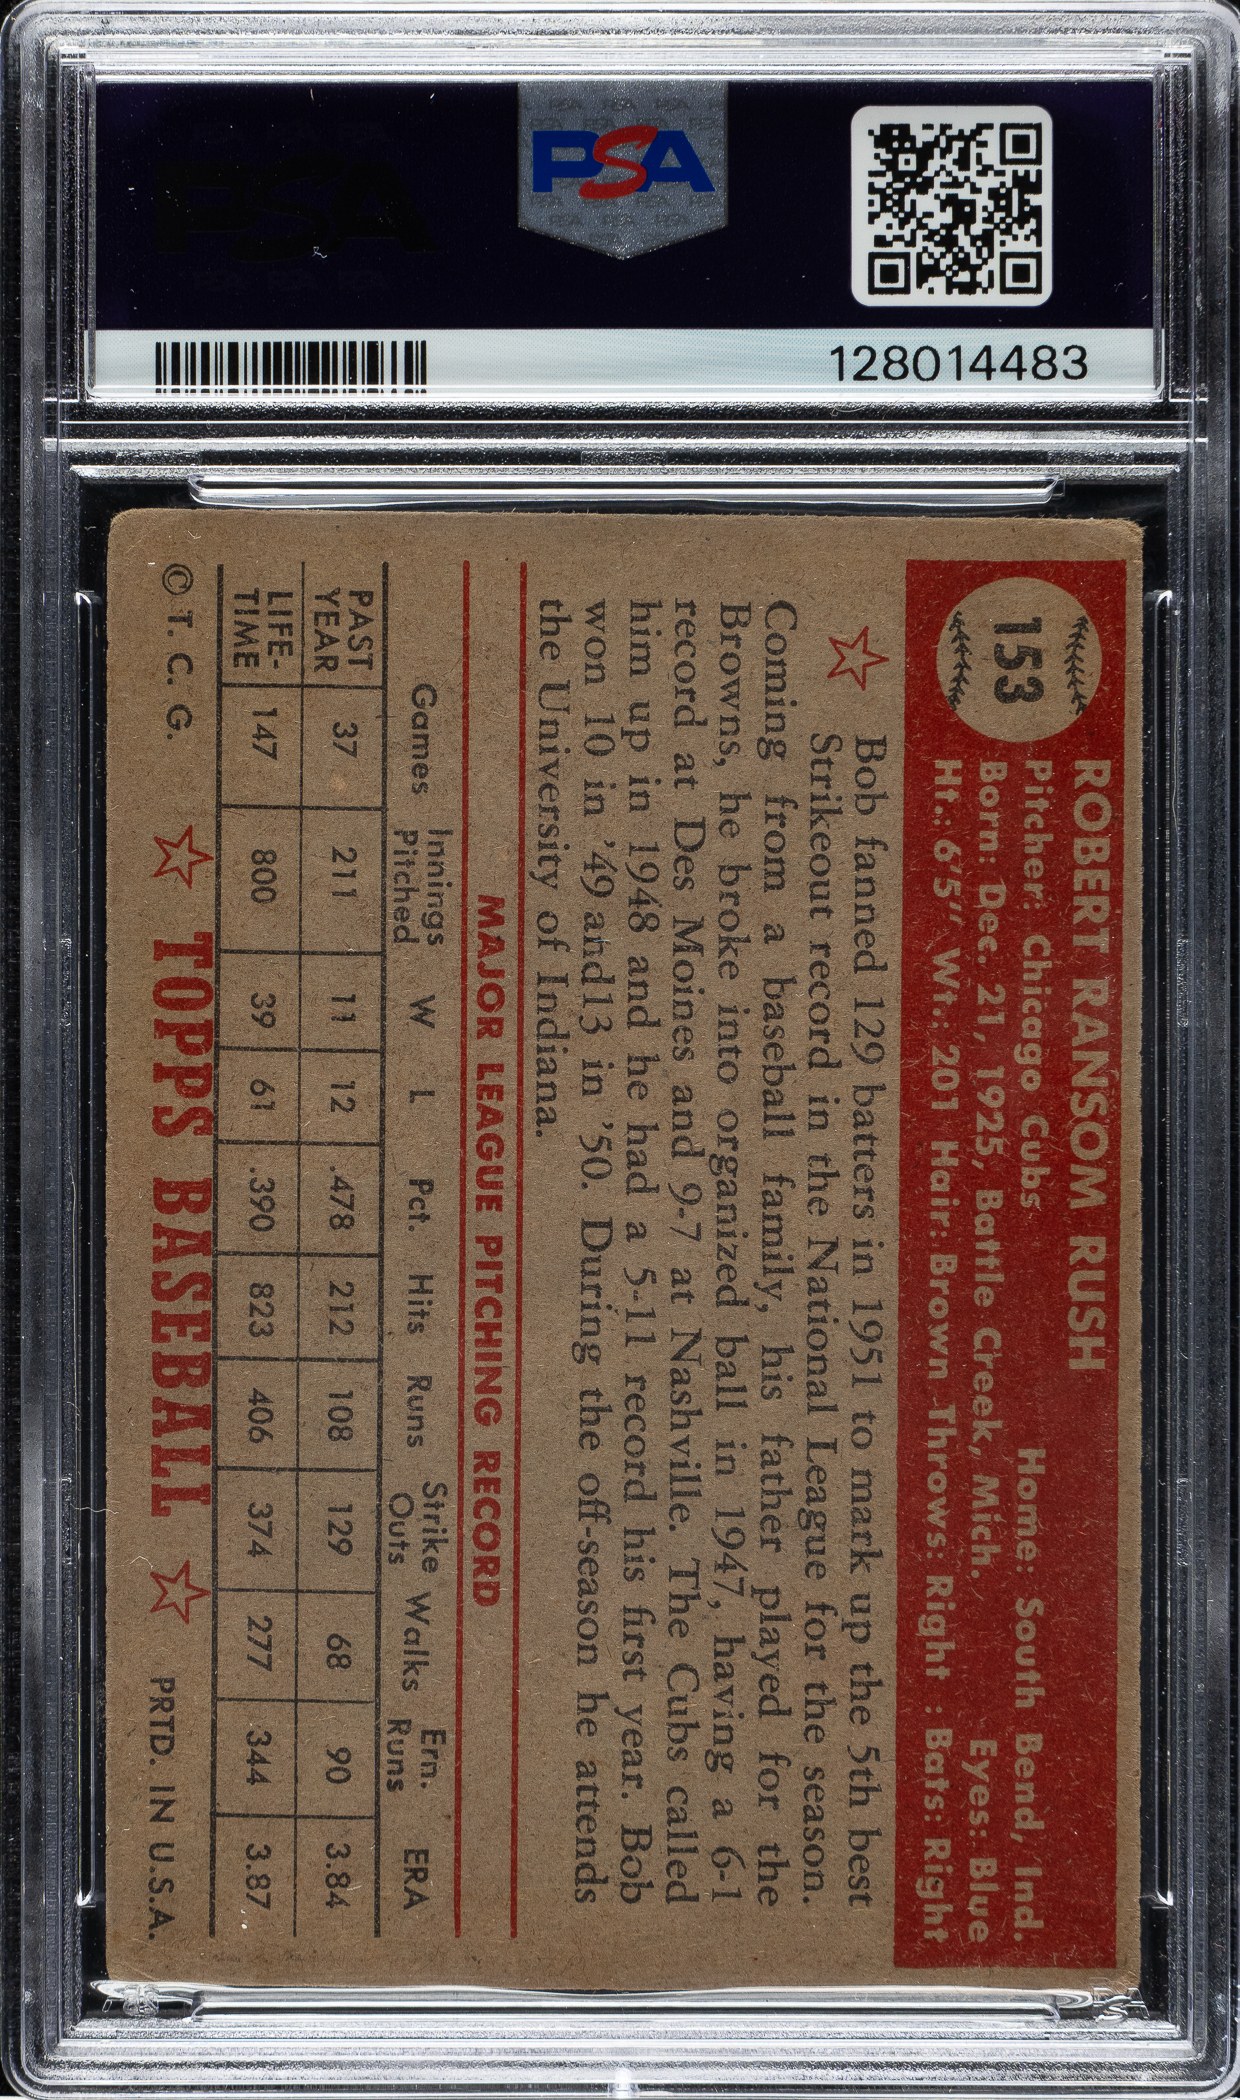 PSA
128014483
153
ROBERT RANSOM RUSH
Pitcher: Chicago Cubs Home: South Bend, Ind.
Born: Dec. 21, 1925, Battle Creek, Mich. Eyes: Blue
Ht.: 6'5" Wt.: 201 Hair: Brown Throws: Right : Bats: Right
Bob fanned 129 batters in 1951 to mark up the 5th best
Strikeout record in the National League for the season.
Coming from a baseball family, his father played for the
Browns, he broke into organized ball in 1947, having a 6-1
record at Des Moines and 9-7 at Nashville. The Cubs called
him up in 1948 and he had a 5-11 record his first year. Bob
won 10 in '49 and13 in '50. During the off-season he attends
the University of Indiana.
MAJOR LEAGUE PITCHING RECORD
Games Innings Pitched W L Pct. Hits Runs Strike Outs Walks Ern. Runs ERA
PAST YEAR 37 211 11 12 .478 212 108 129 68 90 3.84
LIFE-TIME 147 800 39 61 .390 823 406 374 277 344 3.87
© T. C. G. TOPPS BASEBALL PRTD. IN U.S.A.